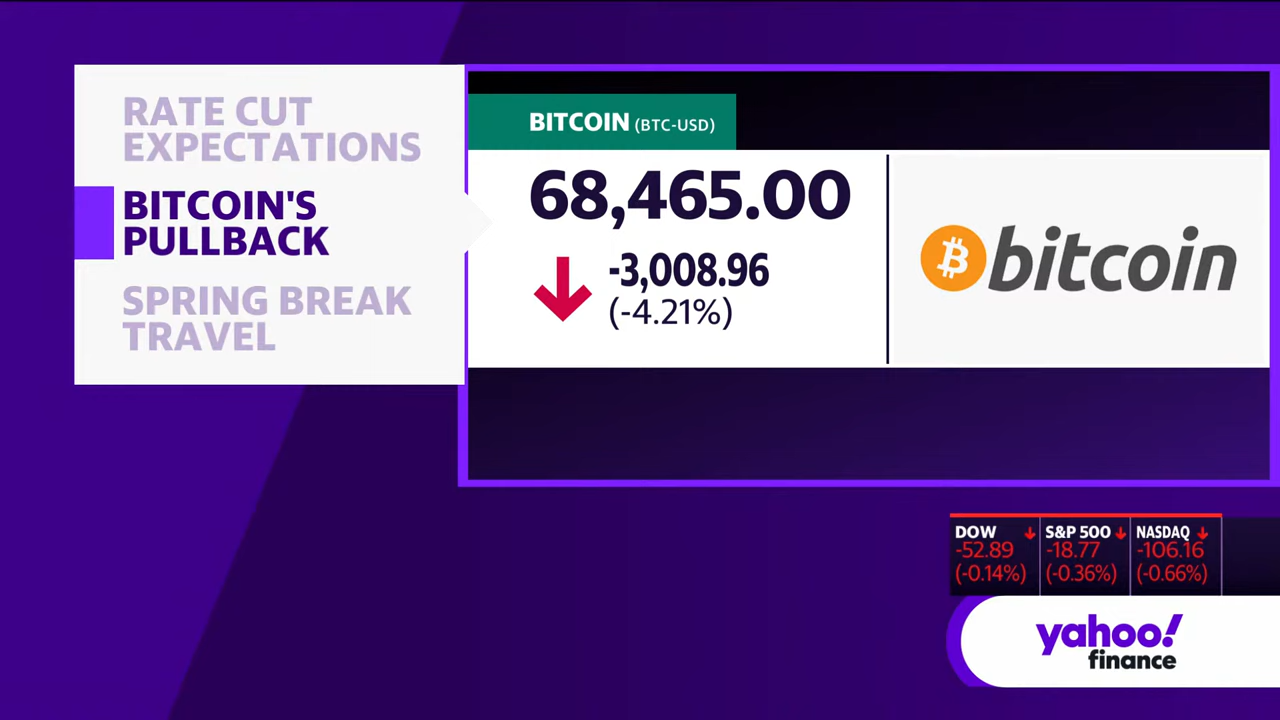 RATE CUT
EXPECTATIONS
BITCOIN'S
PULLBACK
SPRING BREAK
TRAVEL
BITCOIN (BTC-USD)
68,465.00
-3,008.96
(-4.21%)
bitcoin
DOW
-52.89
(-0.14%)
S&P 500
-18.77
(-0.36%)
NASDAQ
-106.16
(-0.66%)
yahoo!
finance